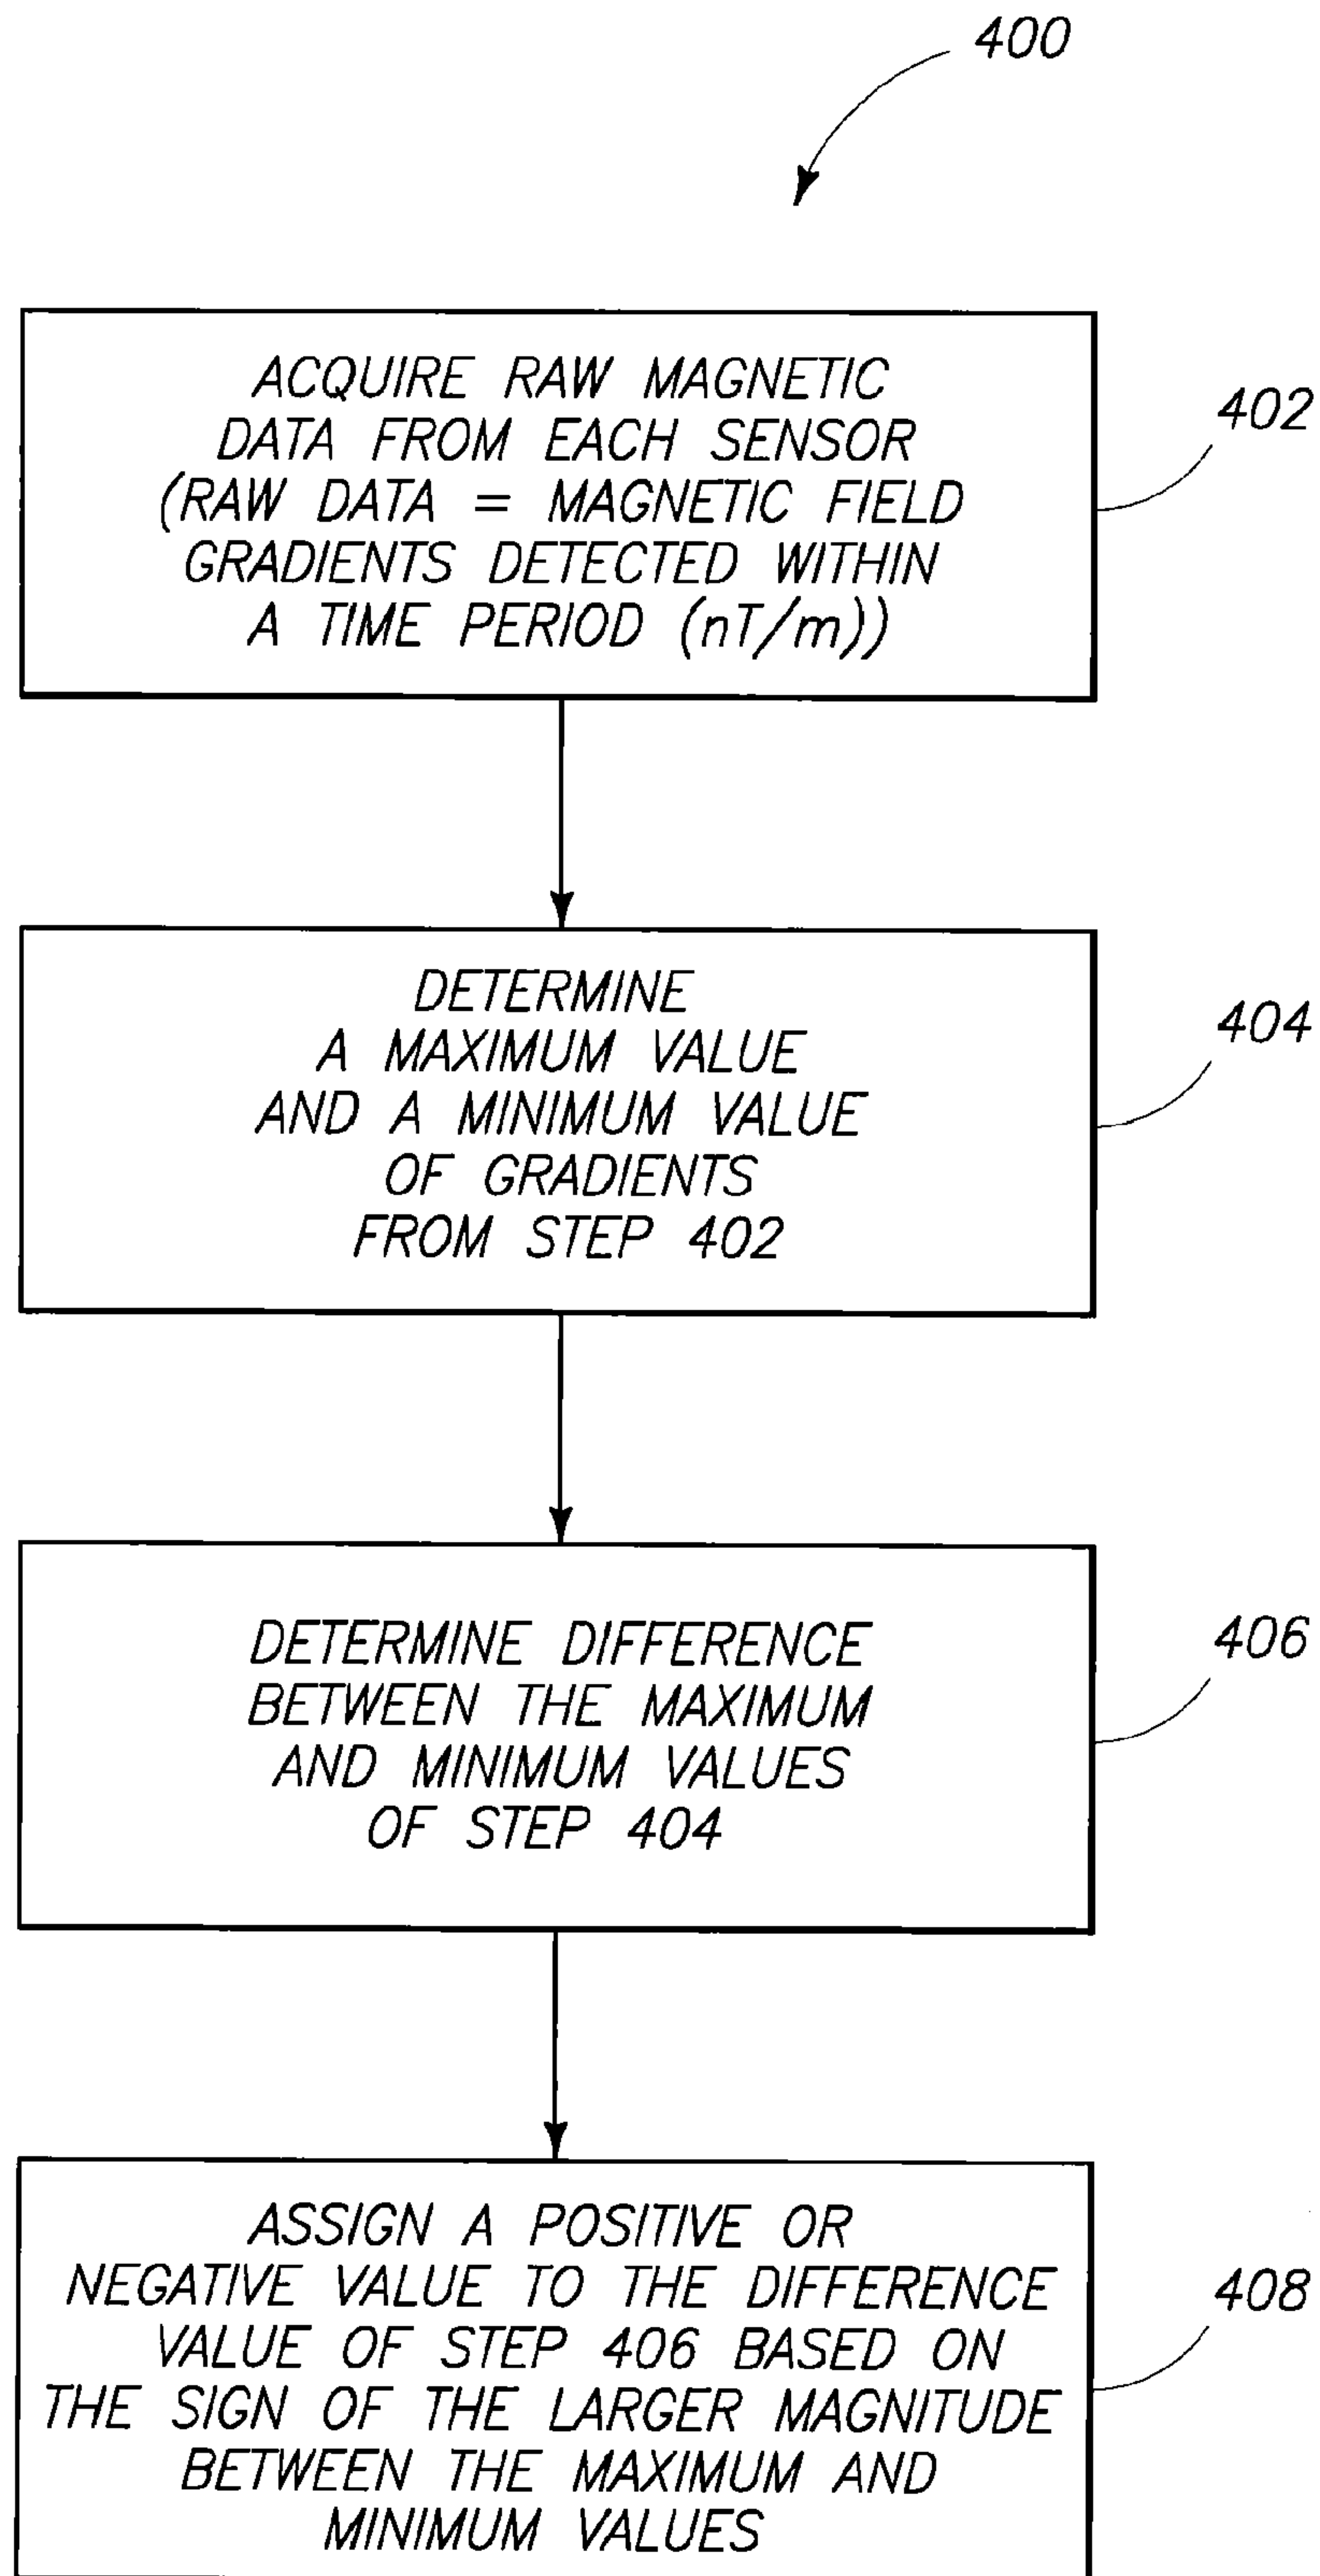 400
ACQUIRE RAW MAGNETIC
DATA FROM EACH SENSOR
(RAW DATA = MAGNETIC FIELD
GRADIENTS DETECTED WITHIN
A TIME PERIOD (nT/m))
402
DETERMINE
A MAXIMUM VALUE
AND A MINIMUM VALUE
OF GRADIENTS
FROM STEP 402
404
DETERMINE DIFFERENCE
BETWEEN THE MAXIMUM
AND MINIMUM VALUES
OF STEP 404
406
ASSIGN A POSITIVE OR
NEGATIVE VALUE TO THE DIFFERENCE
VALUE OF STEP 406 BASED ON
THE SIGN OF THE LARGER MAGNITUDE
BETWEEN THE MAXIMUM AND
MINIMUM VALUES
408